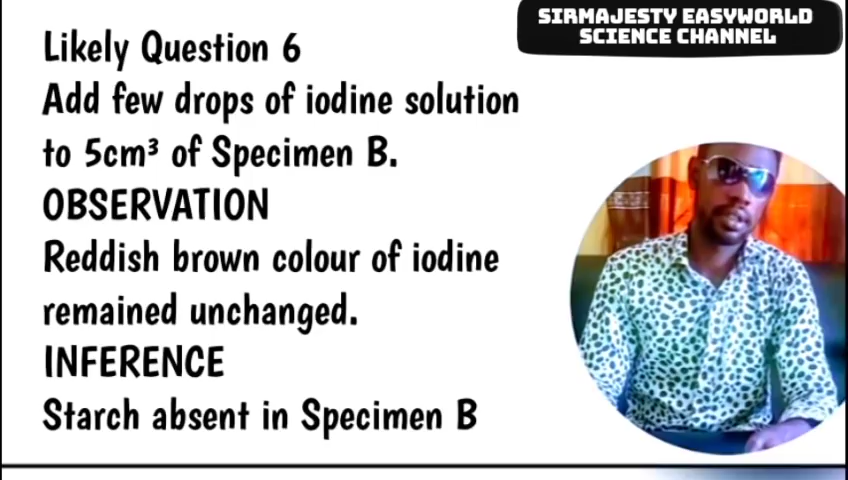 SIRMAJESTY EASYWORLD
SCIENCE CHANNEL
Likely Question 6
Add few drops of iodine solution
to 5cm³ of Specimen B.
OBSERVATION
Reddish brown colour of iodine
remained unchanged.
INFERENCE
Starch absent in Specimen B